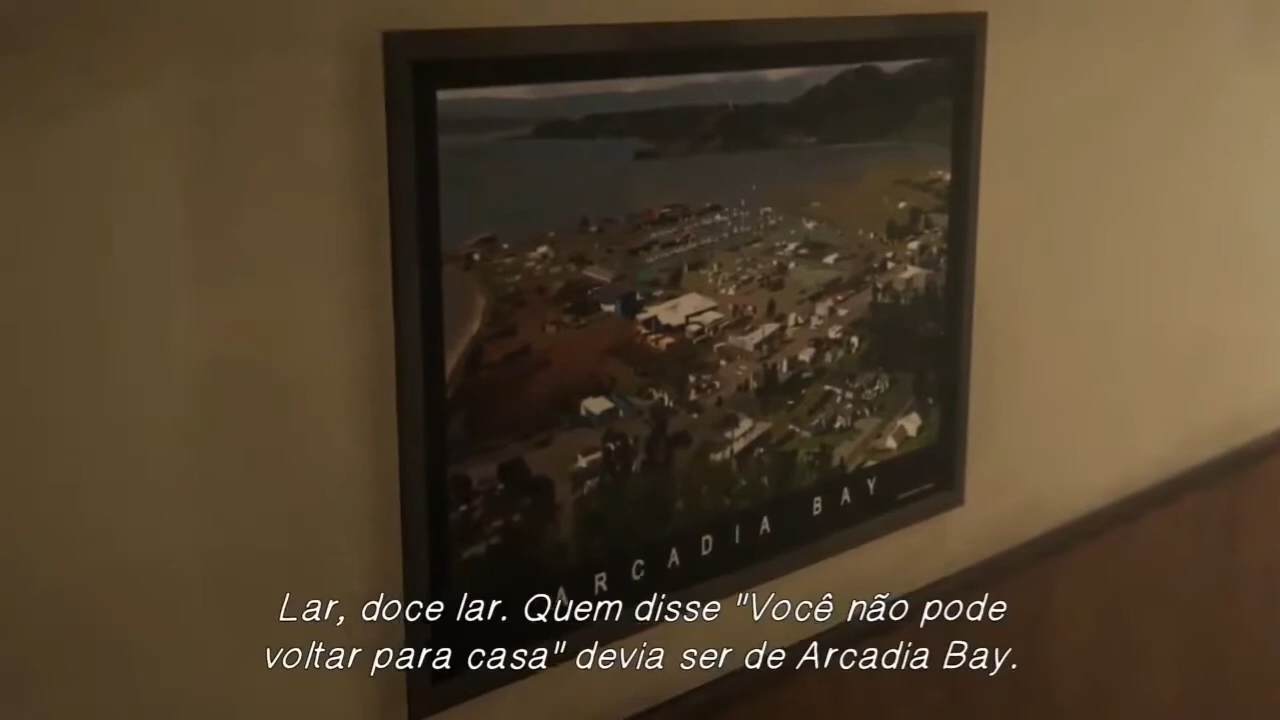 ARCADIA BAY
Lar, doce lar. Quem disse "Você não pode
voltar para casa" devia ser de Arcadia Bay.